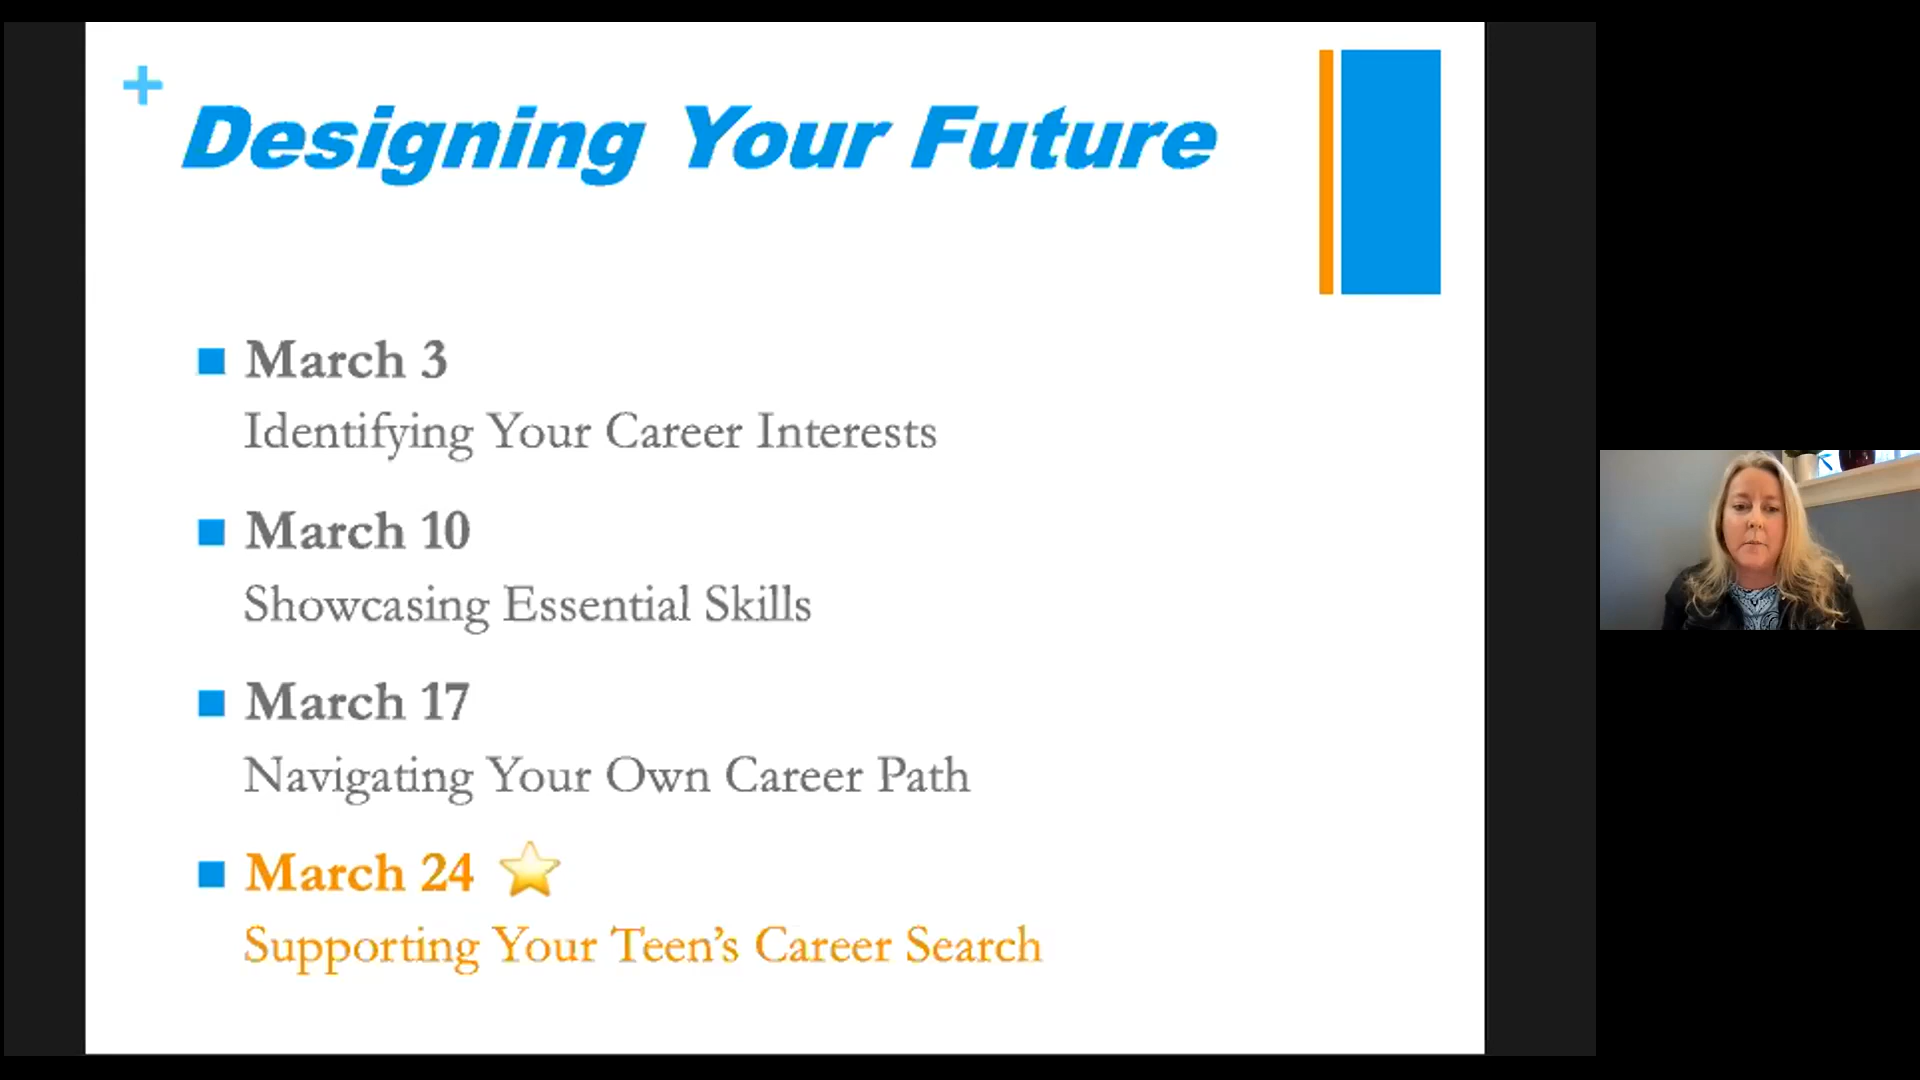 +
Designing Your Future
March 3
Identifying Your Career Interests
March 10
Showcasing Essential Skills
March 17
Navigating Your Own Career Path
March 24 ⭐
Supporting Your Teen’s Career Search